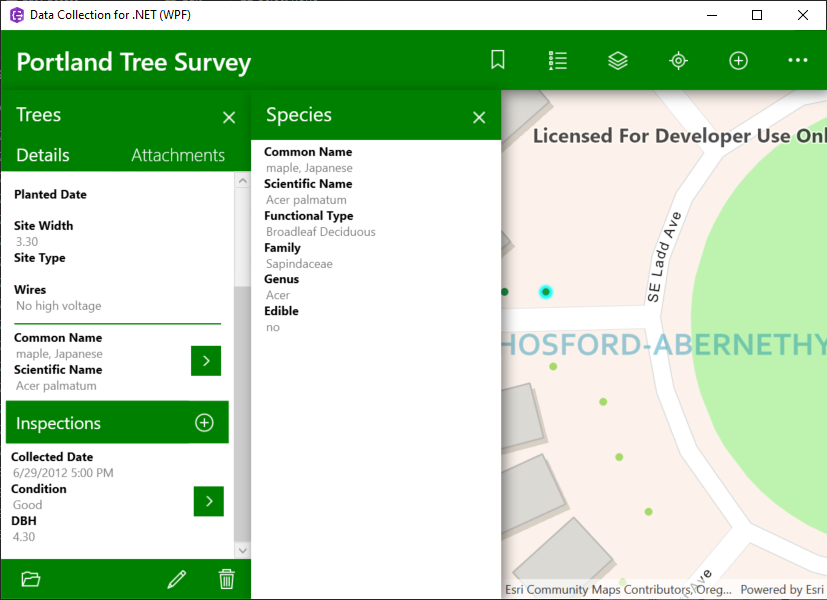 Data Collection for .NET (WPF)
Portland Tree Survey
Trees
Details Attachments
Planted Date
Site Width
3.30
Site Type
Wires
No high voltage
Common Name
maple, Japanese
Scientific Name
Acer palmatum
Inspections
Collected Date
6/29/2012 5:00 PM
Condition
Good
DBH
4.30
Species
Common Name
maple, Japanese
Scientific Name
Acer palmatum
Functional Type
Broadleaf Deciduous
Family
Sapindaceae
Genus
Acer
Edible
no
Licensed For Developer Use Onl
SE Ladd Ave
HOSFORD-ABERNETHY
Ave
Esri Community Maps Contributors, Oreg... Powered by Esri